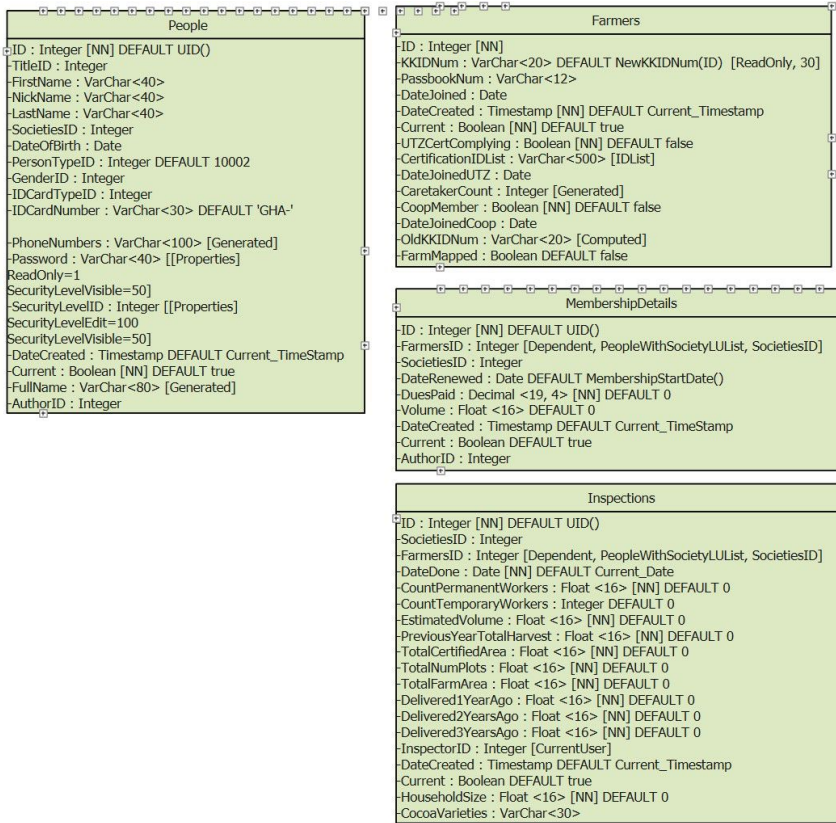 People
-ID : Integer [NN] DEFAULT UID()
-TitleID : Integer
-FirstName : VarChar<40>
-NickName : VarChar<40>
-LastName : VarChar<40>
-SocietiesID : Integer
-DateOfBirth : Date
-PersonTypeID : Integer DEFAULT 10002
-GenderID : Integer
-IDCardTypeID : Integer
-IDCardNumber : VarChar<30> DEFAULT 'GHA-'
-PhoneNumbers : VarChar<100> [Generated]
-Password : VarChar<40> [[Properties]
ReadOnly=1
SecurityLevelVisible=50]
-SecurityLevelID : Integer [[Properties]
SecurityLevelEdit=100
SecurityLevelVisible=50]
-DateCreated : Timestamp DEFAULT Current_TimeStamp
-Current : Boolean [NN] DEFAULT true
-FullName : VarChar<80> [Generated]
-AuthorID : Integer
Farmers
-ID : Integer [NN]
-KKIDNum : VarChar<20> DEFAULT NewKKIDNum(ID)  [ReadOnly, 30]
-PassbookNum : VarChar<12>
-DateJoined : Date
-DateCreated : Timestamp [NN] DEFAULT Current_Timestamp
-Current : Boolean [NN] DEFAULT true
-UTZCertComplying : Boolean [NN] DEFAULT false
-CertificationIDList : VarChar<500> [IDList]
-DateJoinedUTZ : Date
-CaretakerCount : Integer [Generated]
-CoopMember : Boolean [NN] DEFAULT false
-DateJoinedCoop : Date
-OldKKIDNum : VarChar<20> [Computed]
-FarmMapped : Boolean DEFAULT false
MembershipDetails
-ID : Integer [NN] DEFAULT UID()
-FarmersID : Integer [Dependent, PeopleWithSocietyLUList, SocietiesID]
-SocietiesID : Integer
-DateRenewed : Date DEFAULT MembershipStartDate()
-DuesPaid : Decimal <19, 4> [NN] DEFAULT 0
-Volume : Float <16> DEFAULT 0
-DateCreated : Timestamp DEFAULT Current_TimeStamp
-Current : Boolean DEFAULT true
-AuthorID : Integer
Inspections
-ID : Integer [NN] DEFAULT UID()
-SocietiesID : Integer
-FarmersID : Integer [Dependent, PeopleWithSocietyLUList, SocietiesID]
-DateDone : Date [NN] DEFAULT Current_Date
-CountPermanentWorkers : Float <16> [NN] DEFAULT 0
-CountTemporaryWorkers : Integer DEFAULT 0
-EstimatedVolume : Float <16> [NN] DEFAULT 0
-PreviousYearTotalHarvest : Float <16> [NN] DEFAULT 0
-TotalCertifiedArea : Float <16> [NN] DEFAULT 0
-TotalNumPlots : Float <16> [NN] DEFAULT 0
-TotalFarmArea : Float <16> [NN] DEFAULT 0
-Delivered1YearAgo : Float <16> [NN] DEFAULT 0
-Delivered2YearsAgo : Float <16> [NN] DEFAULT 0
-Delivered3YearsAgo : Float <16> [NN] DEFAULT 0
-InspectorID : Integer [CurrentUser]
-DateCreated : Timestamp DEFAULT Current_Timestamp
-Current : Boolean DEFAULT true
-HouseholdSize : Float <16> [NN] DEFAULT 0
-CocoaVarieties : VarChar<30>